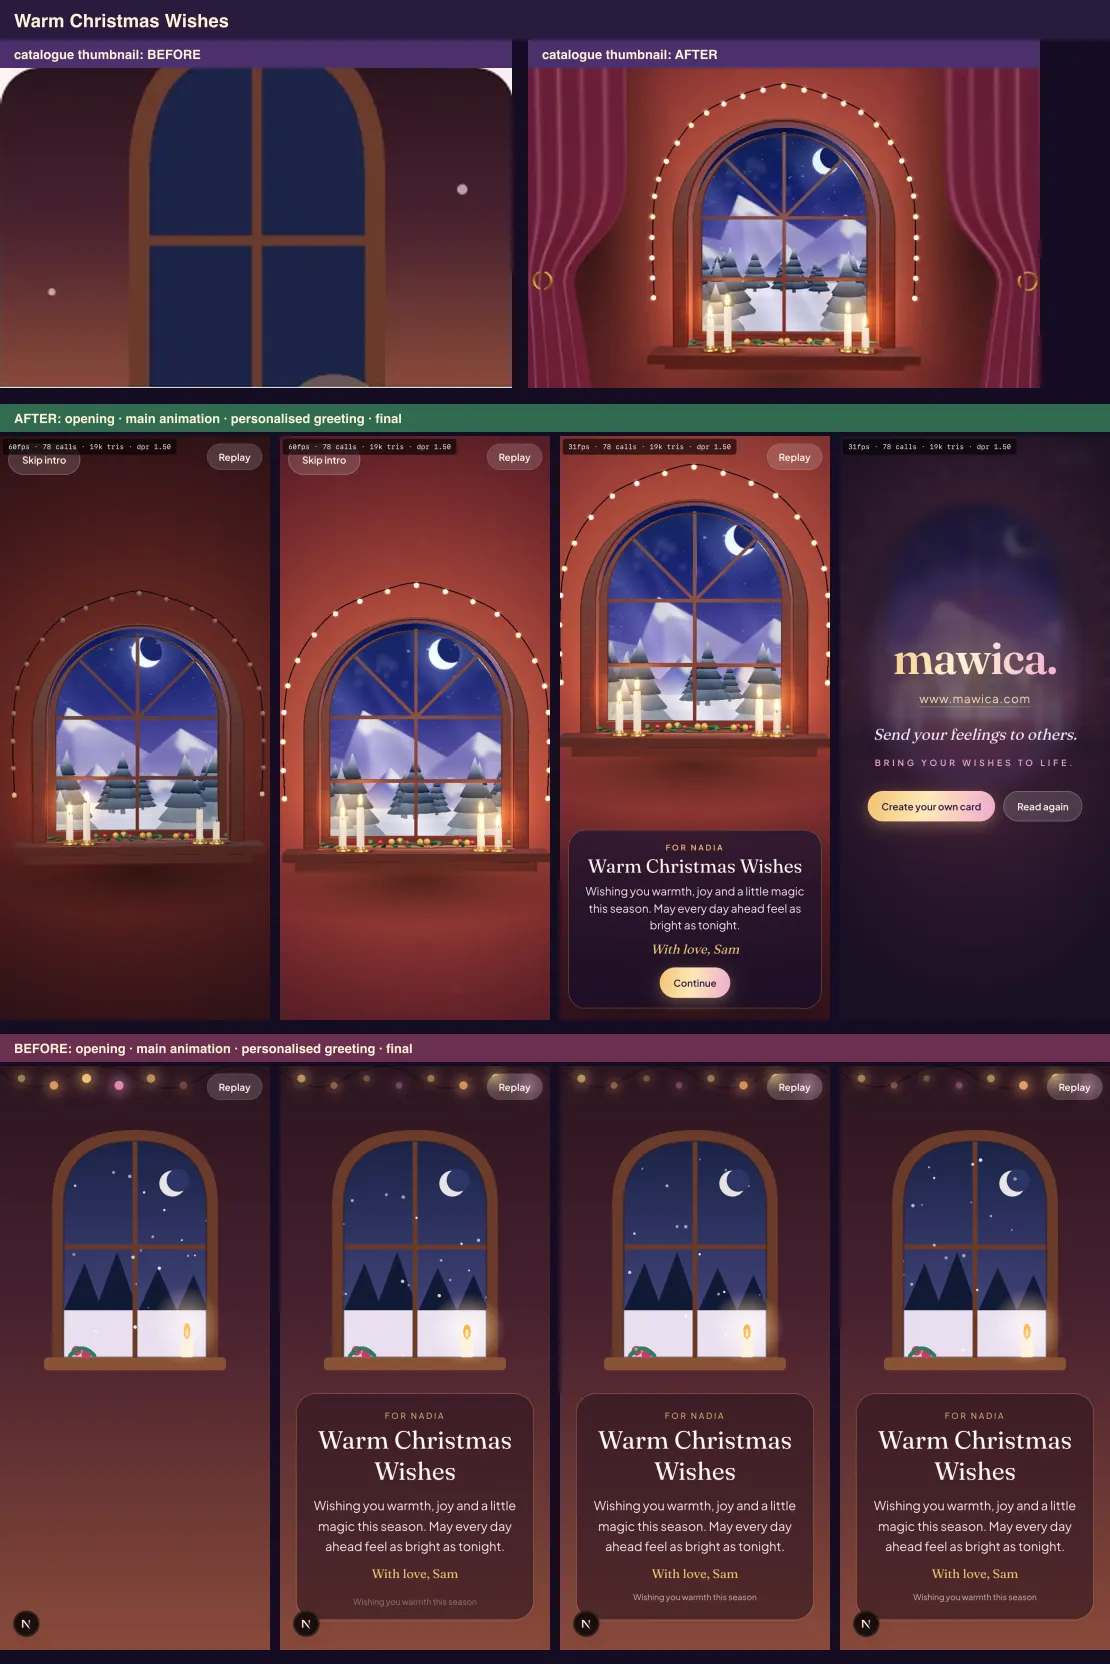 Warm Christmas Wishes
catalogue thumbnail: BEFORE
catalogue thumbnail: AFTER
AFTER: opening · main animation · personalised greeting · final
60fps · 78 calls · 19k tris · dpr 1.50
Skip intro
Replay
60fps · 78 calls · 19k tris · dpr 1.50
Skip intro
Replay
31fps · 78 calls · 19k tris · dpr 1.50
Replay
FOR NADIA
Warm Christmas Wishes
Wishing you warmth, joy and a little magic
this season. May every day ahead feel as
bright as tonight.
With love, Sam
Continue
31fps · 78 calls · 19k tris · dpr 1.50
mawica.
www.mawica.com
Send your feelings to others.
BRING YOUR WISHES TO LIFE.
Create your own card
Read again
BEFORE: opening · main animation · personalised greeting · final
Replay
N
Replay
FOR NADIA
Warm Christmas
Wishes
Wishing you warmth, joy and a little
magic this season. May every day
ahead feel as bright as tonight.
With love, Sam
Wishing you warmth this season
N
Replay
FOR NADIA
Warm Christmas
Wishes
Wishing you warmth, joy and a little
magic this season. May every day
ahead feel as bright as tonight.
With love, Sam
Wishing you warmth this season
N
Replay
FOR NADIA
Warm Christmas
Wishes
Wishing you warmth, joy and a little
magic this season. May every day
ahead feel as bright as tonight.
With love, Sam
Wishing you warmth this season
N